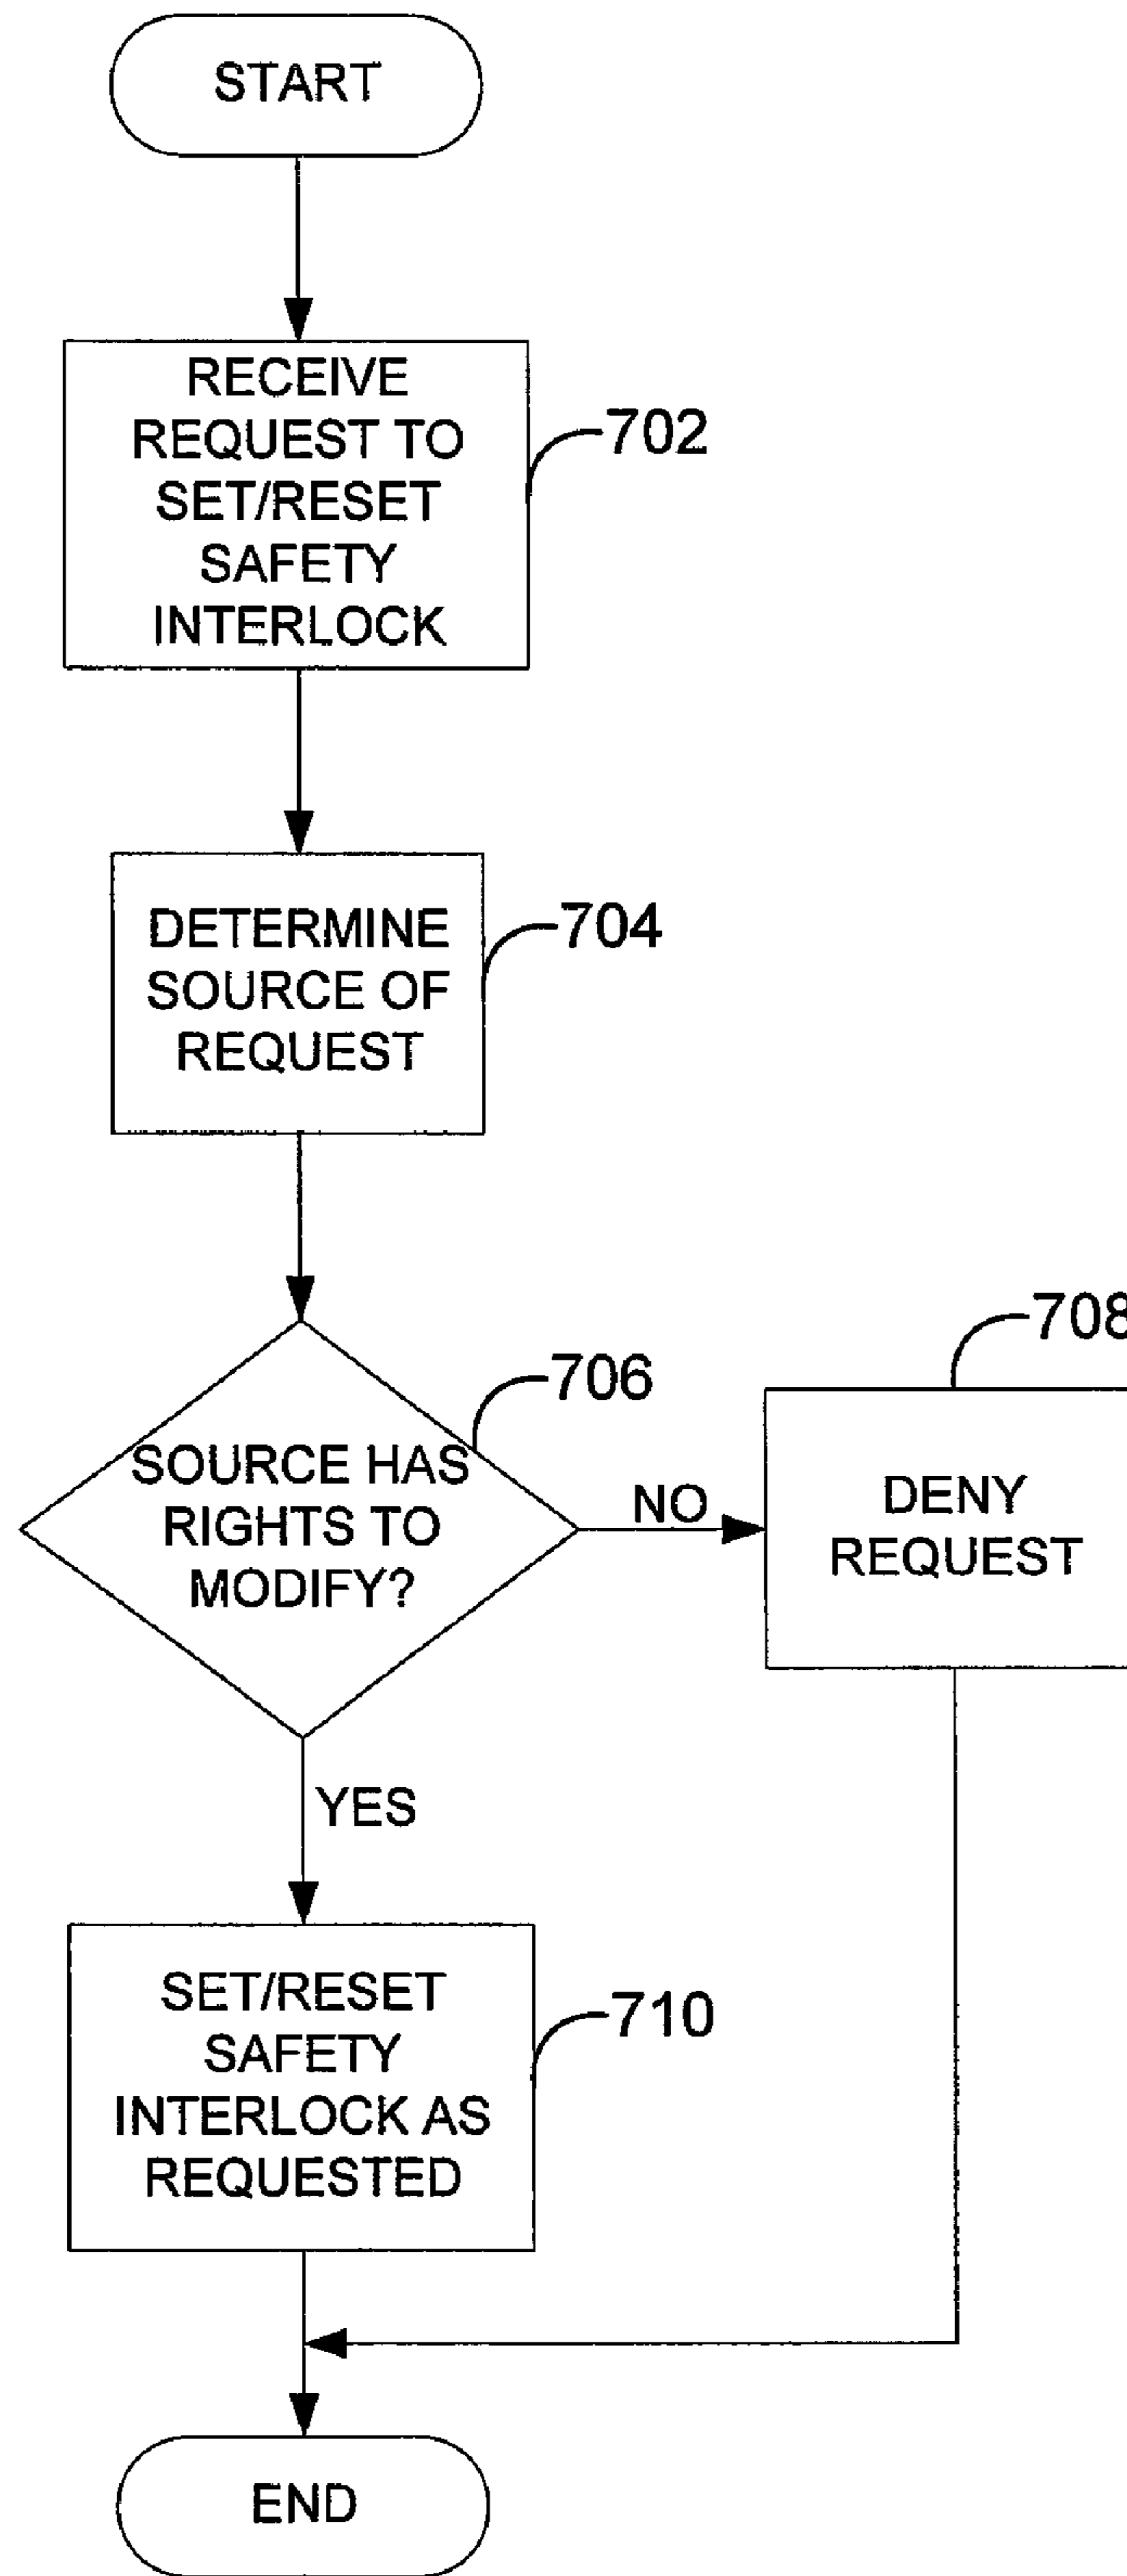 START
RECEIVE
REQUEST TO
SET/RESET
SAFETY
INTERLOCK
702
DETERMINE
SOURCE OF
REQUEST
704
706
SOURCE HAS
RIGHTS TO
MODIFY?
NO
708
DENY
REQUEST
YES
SET/RESET
SAFETY
INTERLOCK AS
REQUESTED
710
END